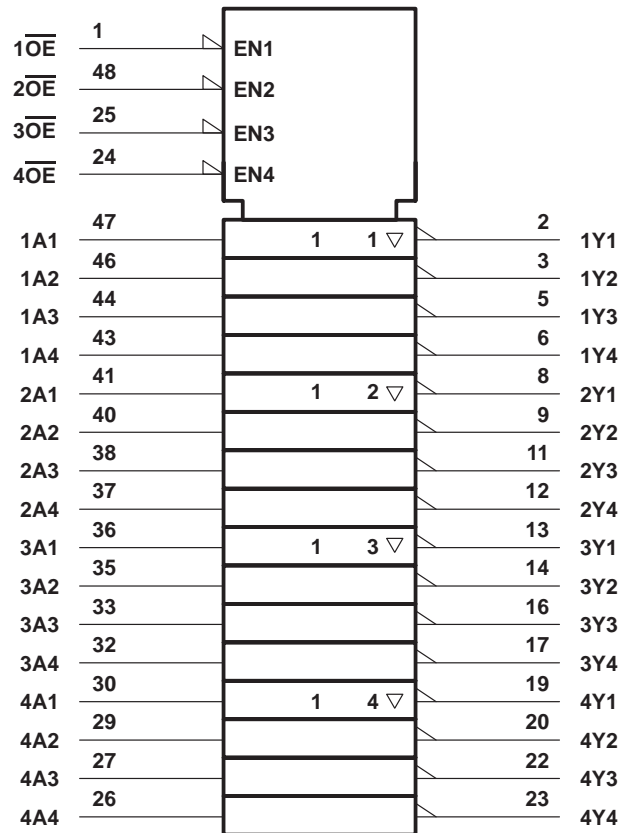 1O̅E̅ 1 EN1
2O̅E̅ 48 EN2
3O̅E̅ 25 EN3
4O̅E̅ 24 EN4
1A1 47 1 1 ▽ 2 1Y1
1A2 46 3 1Y2
1A3 44 5 1Y3
1A4 43 6 1Y4
2A1 41 1 2 ▽ 8 2Y1
2A2 40 9 2Y2
2A3 38 11 2Y3
2A4 37 12 2Y4
3A1 36 1 3 ▽ 13 3Y1
3A2 35 14 3Y2
3A3 33 16 3Y3
3A4 32 17 3Y4
4A1 30 1 4 ▽ 19 4Y1
4A2 29 20 4Y2
4A3 27 22 4Y3
4A4 26 23 4Y4